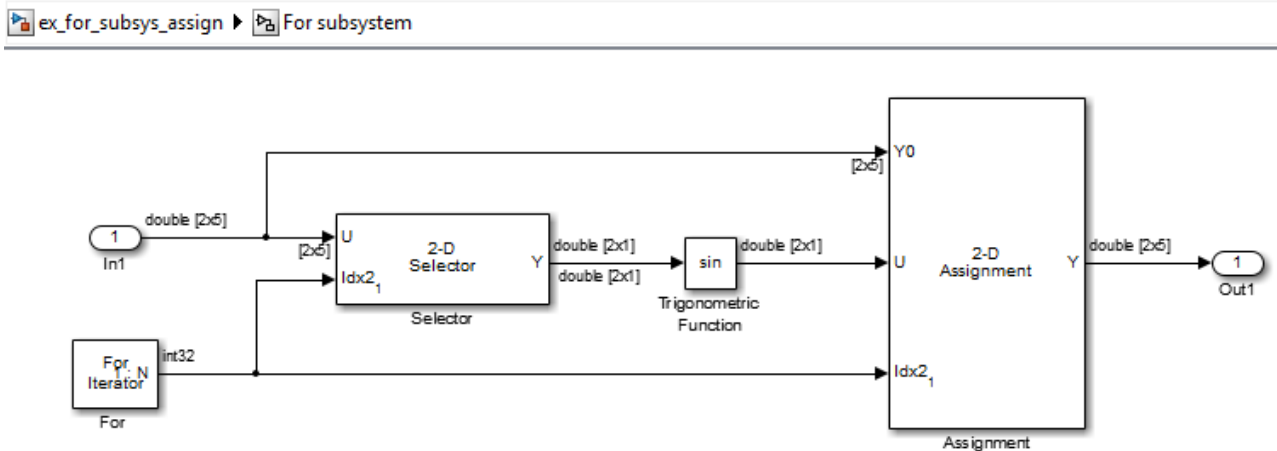 ex_for_subsys_assign For subsystem
Y0
[2x5]
double [2x5]
1
In1
[2x5]
U
Idx2 1
2-D
Selector
Y
Selector
double [2x1]
double [2x1]
sin
Trigonometric
Function
double [2x1]
U
2-D
Assignment
Y
double [2x5]
1
Out1
For
Iterator
1 : N
int32
For
Idx2 1
Assignment